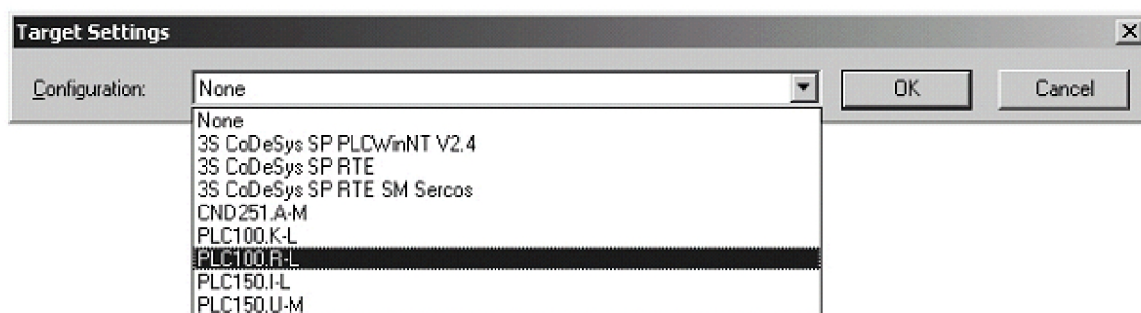 Target Settings
Configuration: None OK Cancel
None
3S CoDeSys SP PLCWinNT V2.4
3S CoDeSys SP RTE
3S CoDeSys SP RTE SM Sercos
CND251.A-M
PLC100.K-L
PLC100.R-L
PLC150.I-L
PLC150.U-M